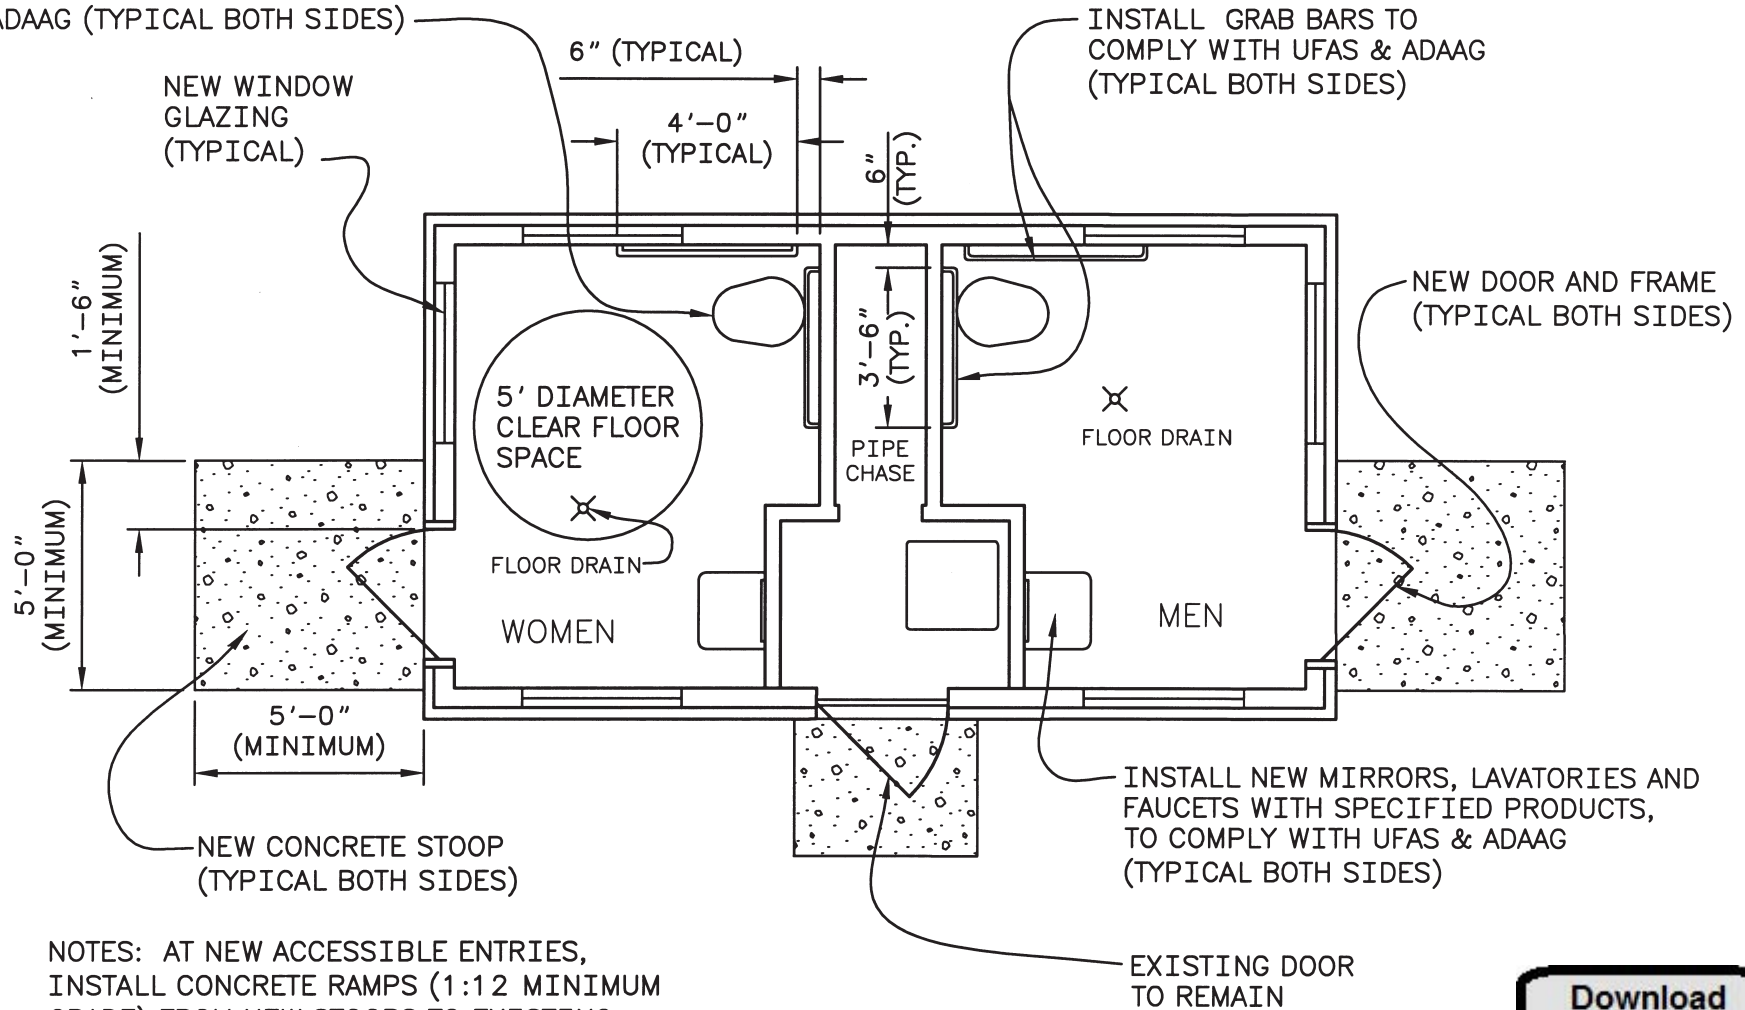 ADAAG (TYPICAL BOTH SIDES)
6" (TYPICAL)
INSTALL GRAB BARS TO
COMPLY WITH UFAS & ADAAG
(TYPICAL BOTH SIDES)
NEW WINDOW
GLAZING
(TYPICAL)
4'-0"
(TYPICAL)
6"
(TYP.)
1'-6"
(MINIMUM)
NEW DOOR AND FRAME
(TYPICAL BOTH SIDES)
3'-6"
(TYP.)
5' DIAMETER
CLEAR FLOOR
SPACE
PIPE
CHASE
FLOOR DRAIN
5'-0"
(MINIMUM)
FLOOR DRAIN
WOMEN
MEN
5'-0"
(MINIMUM)
INSTALL NEW MIRRORS, LAVATORIES AND
FAUCETS WITH SPECIFIED PRODUCTS,
TO COMPLY WITH UFAS & ADAAG
(TYPICAL BOTH SIDES)
NEW CONCRETE STOOP
(TYPICAL BOTH SIDES)
NOTES: AT NEW ACCESSIBLE ENTRIES,
INSTALL CONCRETE RAMPS (1:12 MINIMUM
EXISTING DOOR
TO REMAIN
Download